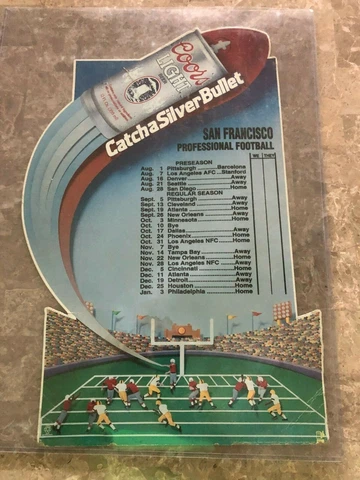 Coors
LIGHT
Catch a Silver Bullet
SAN FRANCISCO
PROFESSIONAL FOOTBALL
WE THEY
PRESEASON
Aug. 1 Pittsburgh Barcelona
Aug. 7 Los Angeles AFC Stanford
Aug. 16 Denver Away
Aug. 21 Seattle Away
Aug. 28 San Diego Home
REGULAR SEASON
Sept. 5 Pittsburgh Away
Sept. 13 Cleveland Away
Sept. 19 Atlanta Home
Sept. 26 New Orleans Away
Oct. 3 Minnesota Home
Oct. 10 Bye
Oct. 17 Dallas Away
Oct. 24 Phoenix Home
Oct. 31 Los Angeles NFC Home
Nov. 7 Bye
Nov. 14 Tampa Bay Away
Nov. 22 New Orleans Home
Nov. 28 Los Angeles NFC Away
Dec. 5 Cincinnati Home
Dec. 11 Atlanta Away
Dec. 19 Detroit Away
Dec. 25 Houston Home
Jan. 3 Philadelphia Home